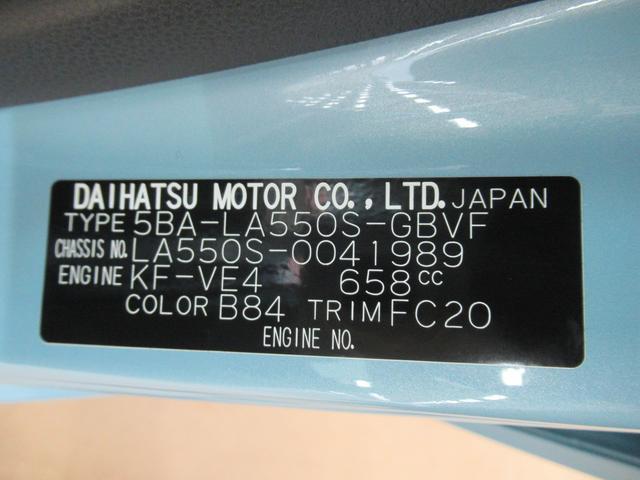 DAIHATSU MOTOR CO.,LTD. JAPAN
TYPE 5BA-LA550S-GBVF
CHASSIS NO. LA550S-0041989
ENGINE KF-VE4 658cc
COLOR B84 TRIM FC20
ENGINE NO.